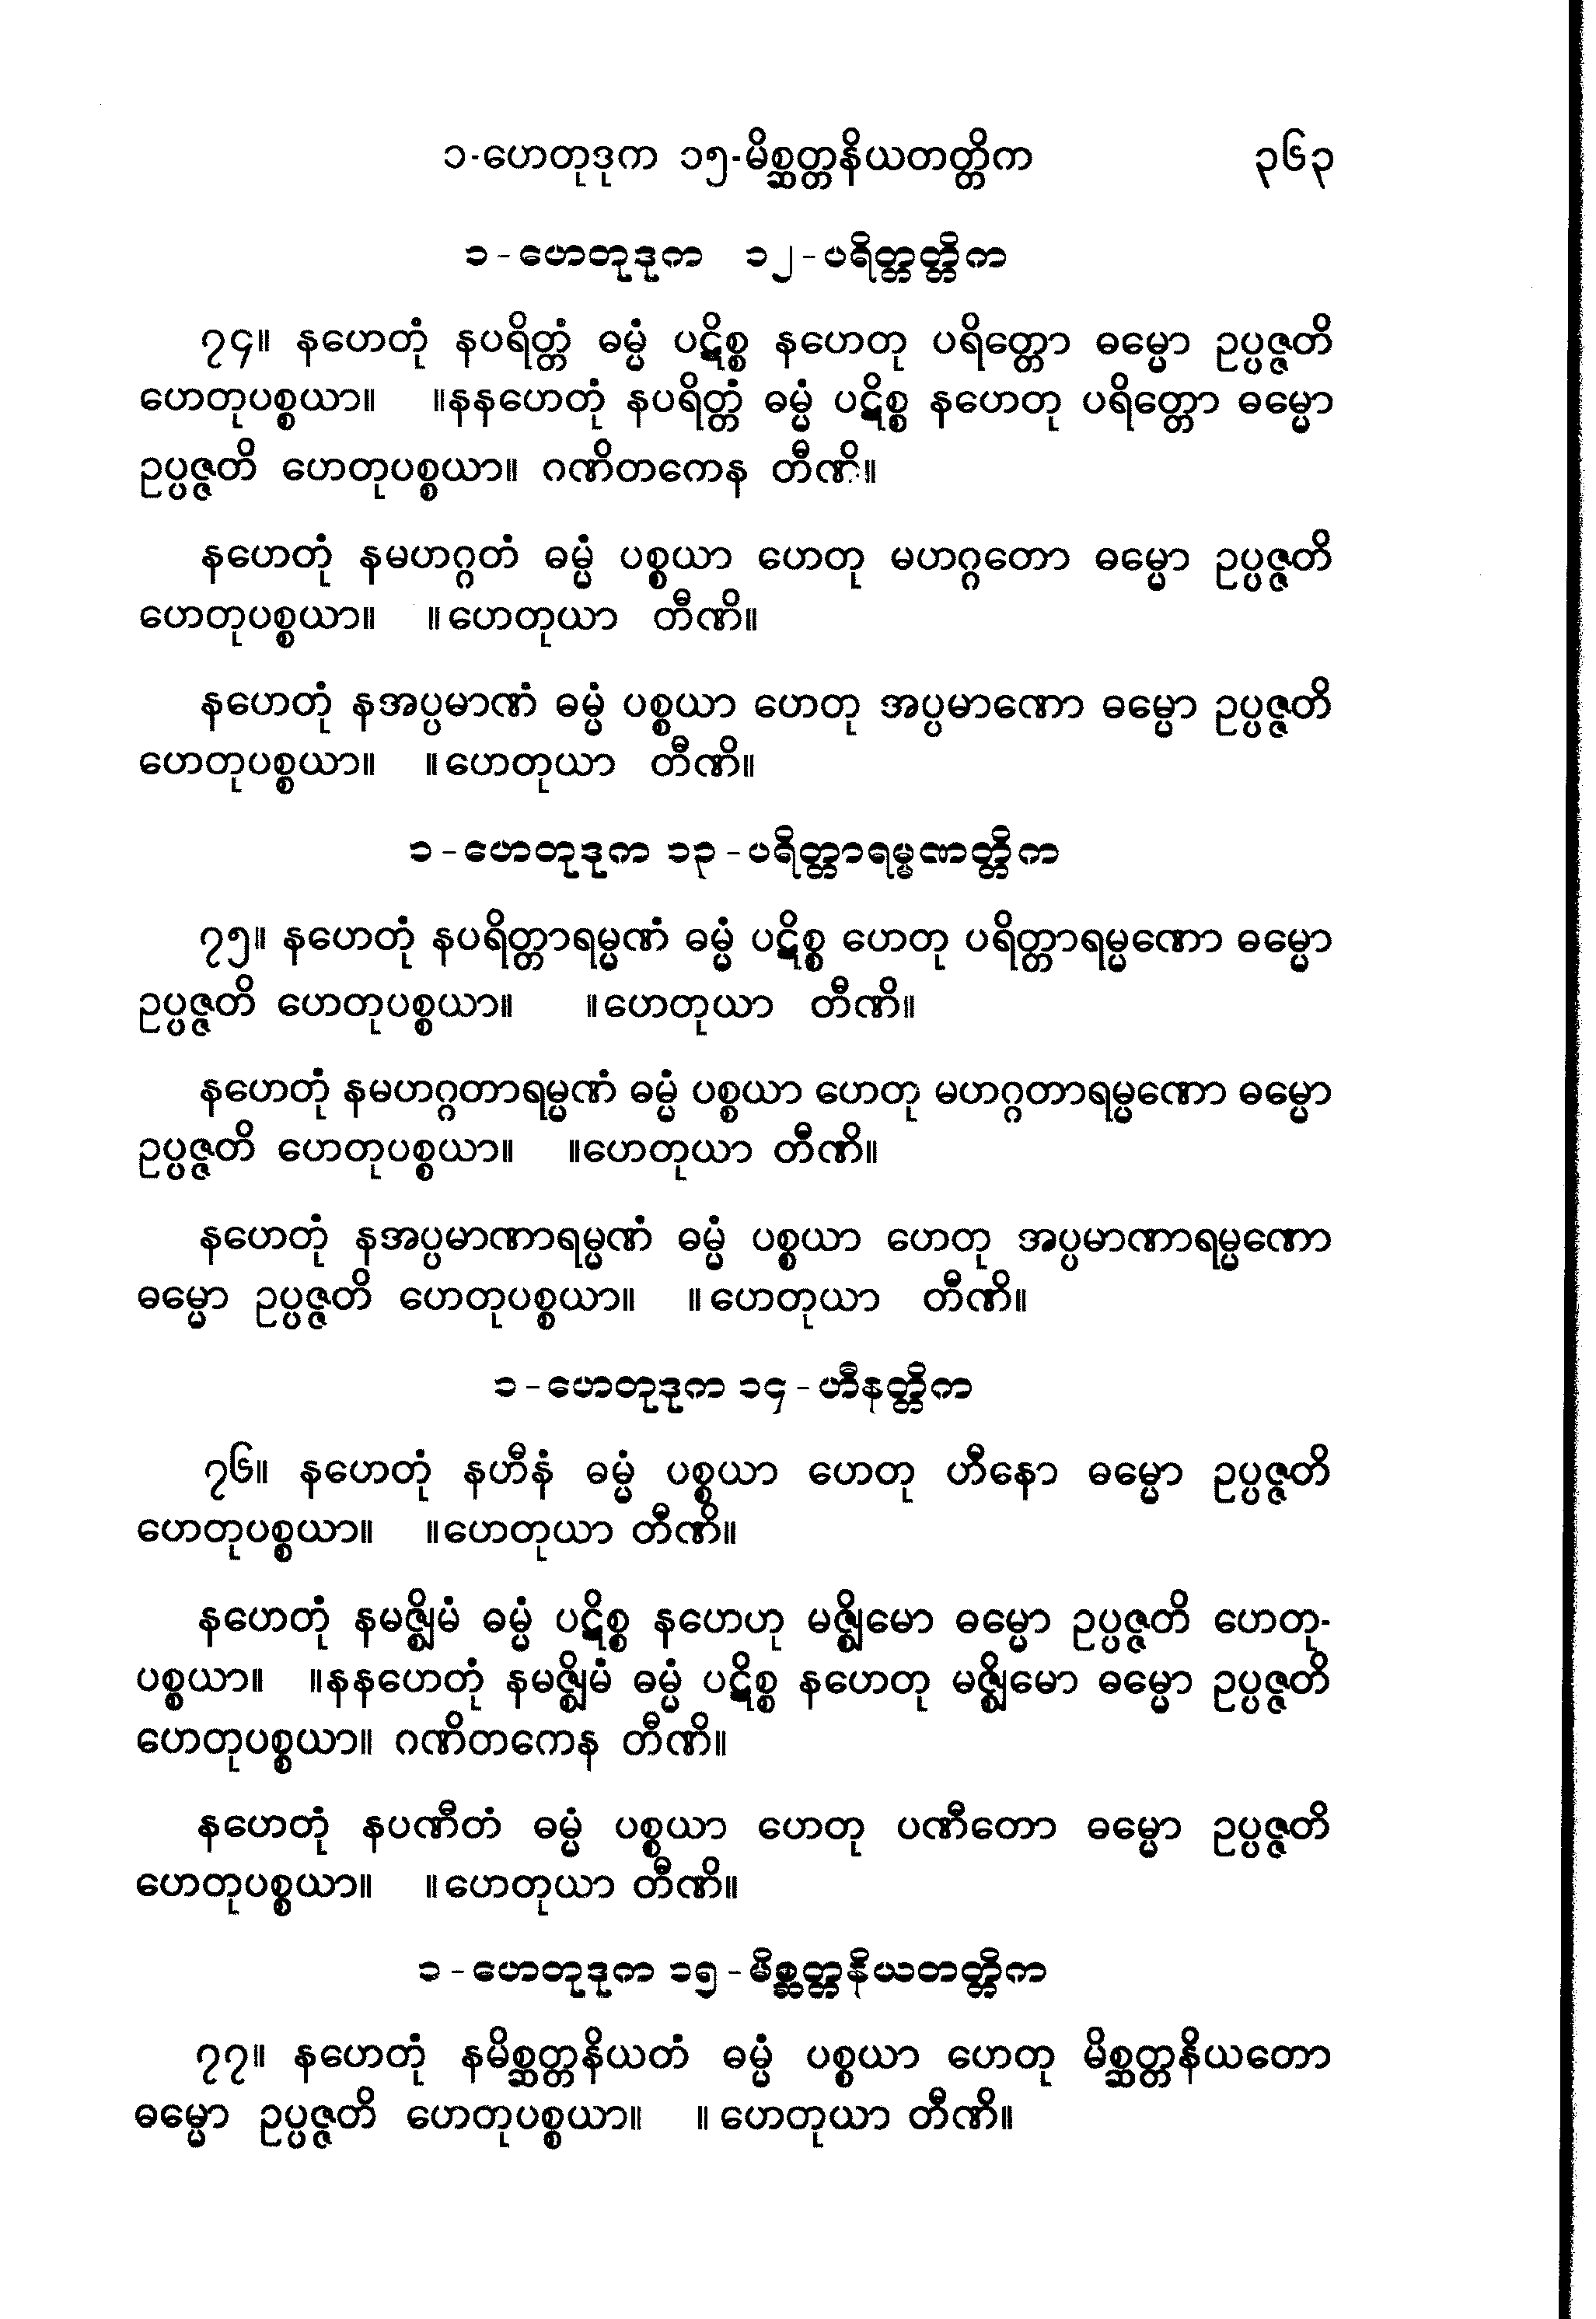 ၁-ဟေတုဒုက ၁၅-မိစ္ဆတ္တနိယတတ္တိက ၃၆၃
၁-ဟေတုဒုက ၁၂-ပရိတ္တတ္တိက
၇၄။ နဟေတုံ နပရိတ္တံ ဓမ္မံ ပဋိစ္စ နဟေတု ပရိတ္တော ဓမ္မော ဥပ္ပဇ္ဇတိ
ဟေတုပစ္စယာ။ ။နနဟေတုံ နပရိတ္တံ ဓမ္မံ ပဋိစ္စ နဟေတု ပရိတ္တော ဓမ္မော
ဥပ္ပဇ္ဇတိ ဟေတုပစ္စယာ။ ဂဏိတကေန တီဏိ။
နဟေတုံ နမဟဂ္ဂတံ ဓမ္မံ ပစ္စယာ ဟေတု မဟဂ္ဂတော ဓမ္မော ဥပ္ပဇ္ဇတိ
ဟေတုပစ္စယာ။ ။ဟေတုယာ တီဏိ။
နဟေတုံ နအပ္ပမာဏံ ဓမ္မံ ပစ္စယာ ဟေတု အပ္ပမာဏော ဓမ္မော ဥပ္ပဇ္ဇတိ
ဟေတုပစ္စယာ။ ။ဟေတုယာ တီဏိ။
၁-ဟေတုဒုက ၁၃-ပရိတ္တာရမ္မဏတ္တိက
၇၅။ နဟေတုံ နပရိတ္တာရမ္မဏံ ဓမ္မံ ပဋိစ္စ ဟေတု ပရိတ္တာရမ္မဏော ဓမ္မော
ဥပ္ပဇ္ဇတိ ဟေတုပစ္စယာ။ ။ဟေတုယာ တီဏိ။
နဟေတုံ နမဟဂ္ဂတာရမ္မဏံ ဓမ္မံ ပစ္စယာ ဟေတု မဟဂ္ဂတာရမ္မဏော ဓမ္မော
ဥပ္ပဇ္ဇတိ ဟေတုပစ္စယာ။ ။ဟေတုယာ တီဏိ။
နဟေတုံ နအပ္ပမာဏာရမ္မဏံ ဓမ္မံ ပစ္စယာ ဟေတု အပ္ပမာဏာရမ္မဏော
ဓမ္မော ဥပ္ပဇ္ဇတိ ဟေတုပစ္စယာ။ ။ဟေတုယာ တီဏိ။
၁-ဟေတုဒုက ၁၄-ဟီနတ္တိက
၇၆။ နဟေတုံ နဟီနံ ဓမ္မံ ပစ္စယာ ဟေတု ဟီနော ဓမ္မော ဥပ္ပဇ္ဇတိ
ဟေတုပစ္စယာ။ ။ဟေတုယာ တီဏိ။
နဟေတုံ နမဇ္ဈိမံ ဓမ္မံ ပဋိစ္စ နဟေဟု မဇ္ဈိမော ဓမ္မော ဥပ္ပဇ္ဇတိ ဟေတု-
ပစ္စယာ။ ။နနဟေတုံ နမဇ္ဈိမံ ဓမ္မံ ပဋိစ္စ နဟေတု မဇ္ဈိမော ဓမ္မော ဥပ္ပဇ္ဇတိ
ဟေတုပစ္စယာ။ ဂဏိတကေန တီဏိ။
နဟေတုံ နပဏီတံ ဓမ္မံ ပစ္စယာ ဟေတု ပဏီတော ဓမ္မော ဥပ္ပဇ္ဇတိ
ဟေတုပစ္စယာ။ ။ဟေတုယာ တီဏိ။
၁-ဟေတုဒုက ၁၅-မိစ္ဆတ္တနိယတတ္တိက
၇၇။ နဟေတုံ နမိစ္ဆတ္တနိယတံ ဓမ္မံ ပစ္စယာ ဟေတု မိစ္ဆတ္တနိယတော
ဓမ္မော ဥပ္ပဇ္ဇတိ ဟေတုပစ္စယာ။ ။ဟေတုယာ တီဏိ။